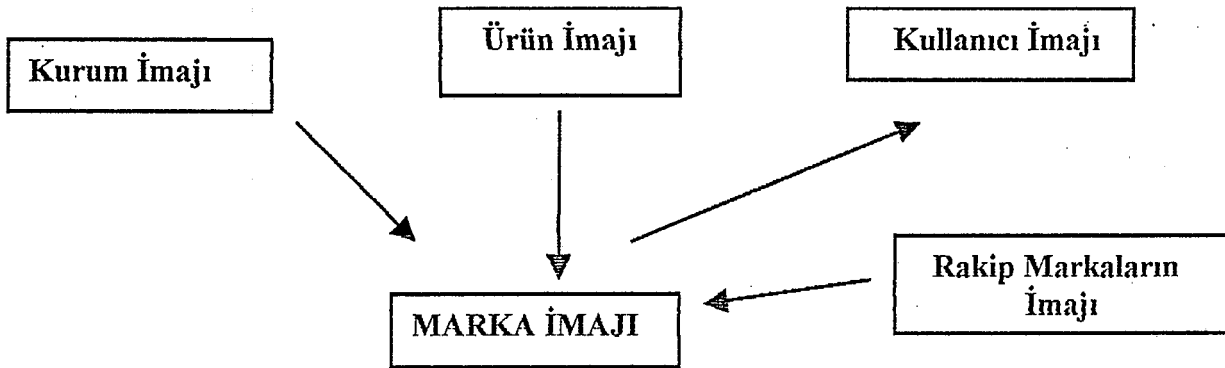 Kurum İmajı
Ürün İmajı
Kullanıcı İmajı
Rakip Markaların
İmajı
MARKA İMAJI